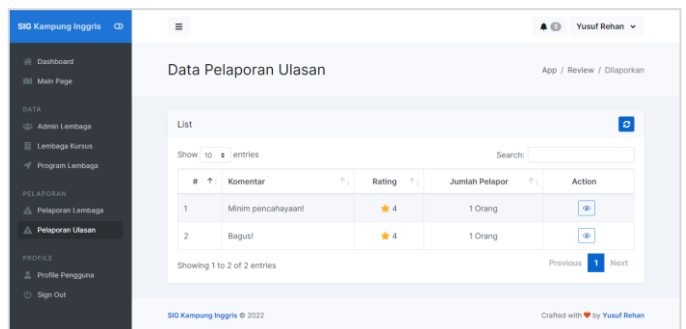 SIG Kampung Inggris
Yusuf Rehan
Dashboard
Main Page
DATA
Admin Lembaga
Lembaga Kursus
Program Lembaga
PELAPORAN
Pelaporan Lembaga
Pelaporan Ulasan
PROFILE
Profile Pengguna
Sign Out
Data Pelaporan Ulasan
App / Review / Dilaporkan
List
Show 10 entries
Search:
# Komentar Rating Jumlah Pelapor Action
1 Minim pencahayaan! 4 1 Orang
2 Bagus! 4 1 Orang
Showing 1 to 2 of 2 entries
Previous 1 Next
SIG Kampung Inggris © 2022
Crafted with ❤ by Yusuf Rehan